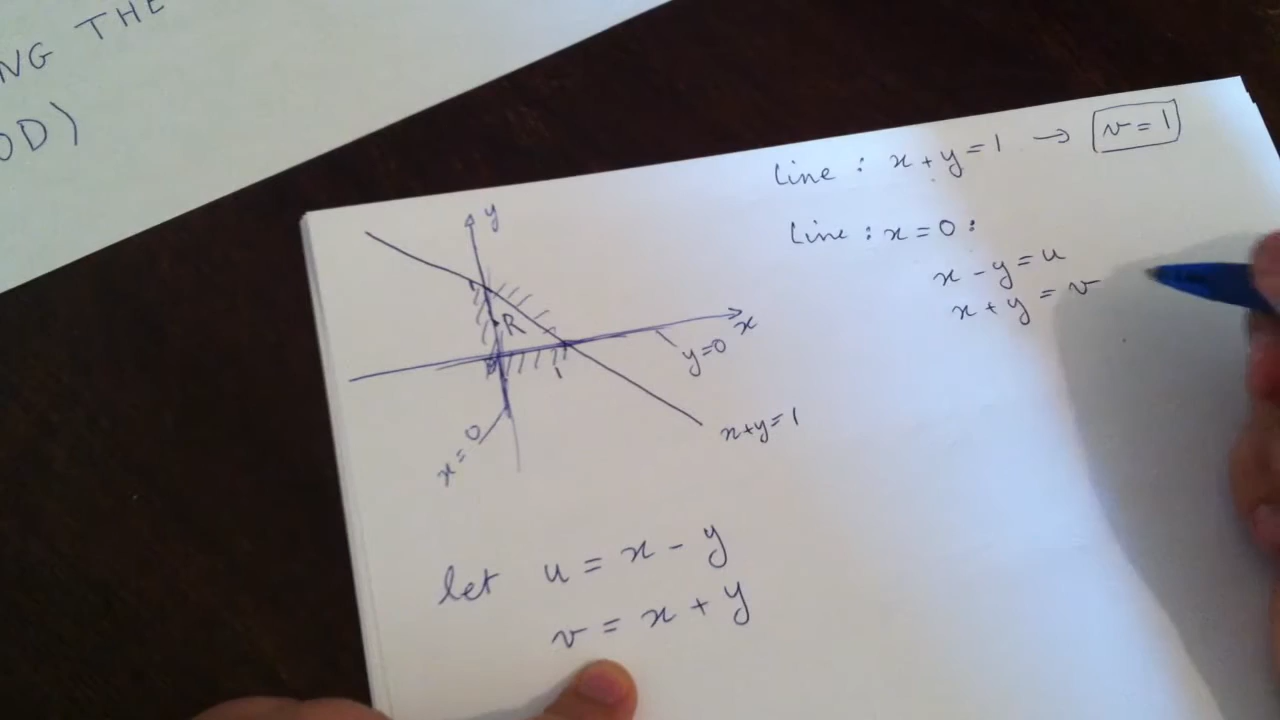 NG THE
OD)
Line : x + y = 1 → v = 1
Line : x = 0 :
x - y = u
x + y = v
y
R
x
y=0
1
x+y=1
x = 0
let u = x - y
v = x + y